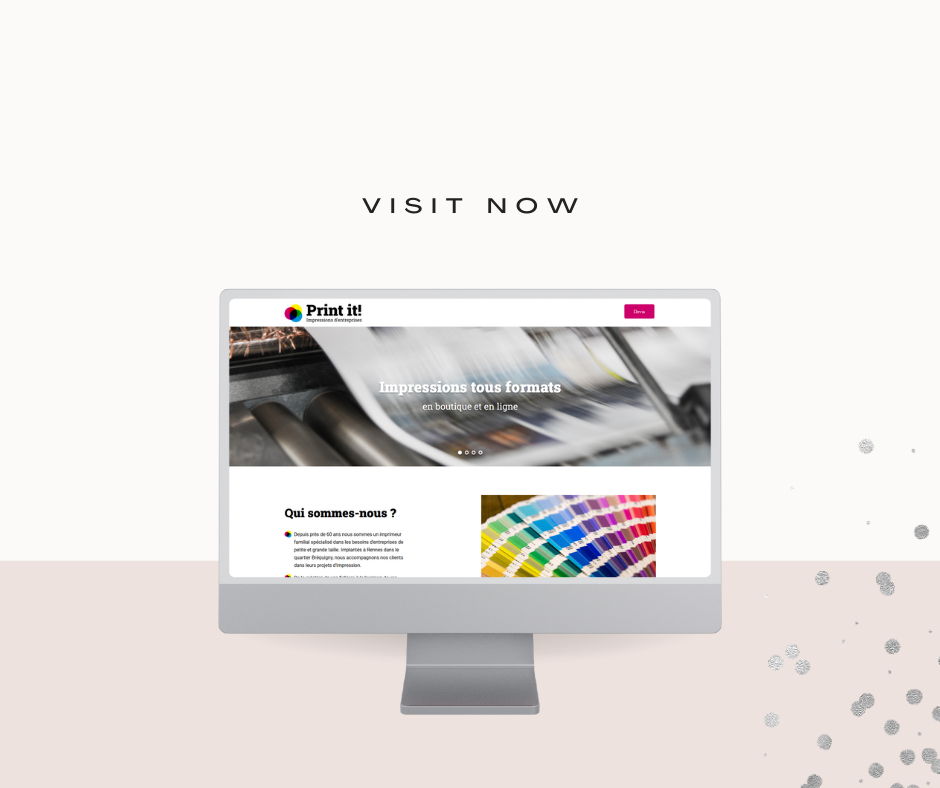 VISIT NOW
Print it!
Impressions d'entreprises
Devis
Impressions tous formats
en boutique et en ligne
Qui sommes-nous ?
Depuis près de 60 ans nous sommes un imprimeur
familial spécialisé dans les besoins d'entreprises de
petite et grande taille. Implantés à Rennes dans le
quartier Bréquigny, nous accompagnons nos clients
dans leurs projets d'impression.